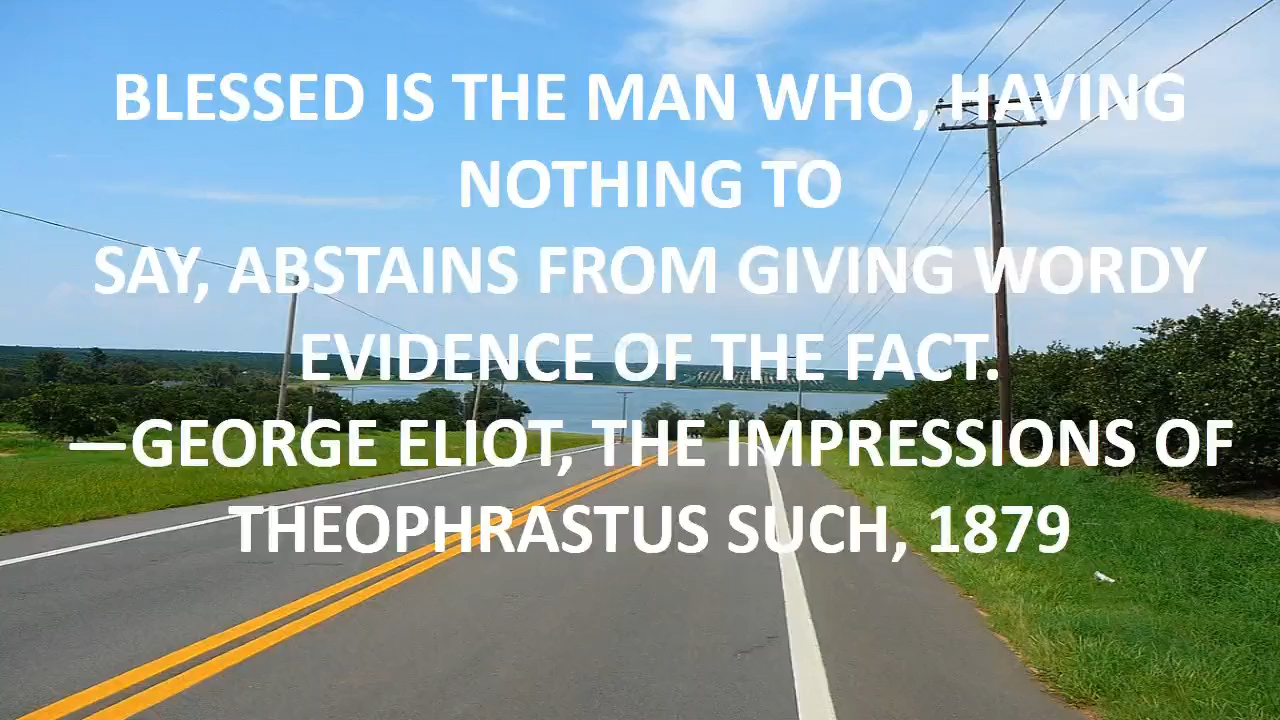 BLESSED IS THE MAN WHO, HAVING
NOTHING TO
SAY, ABSTAINS FROM GIVING WORDY
EVIDENCE OF THE FACT.
—GEORGE ELIOT, THE IMPRESSIONS OF
THEOPHRASTUS SUCH, 1879